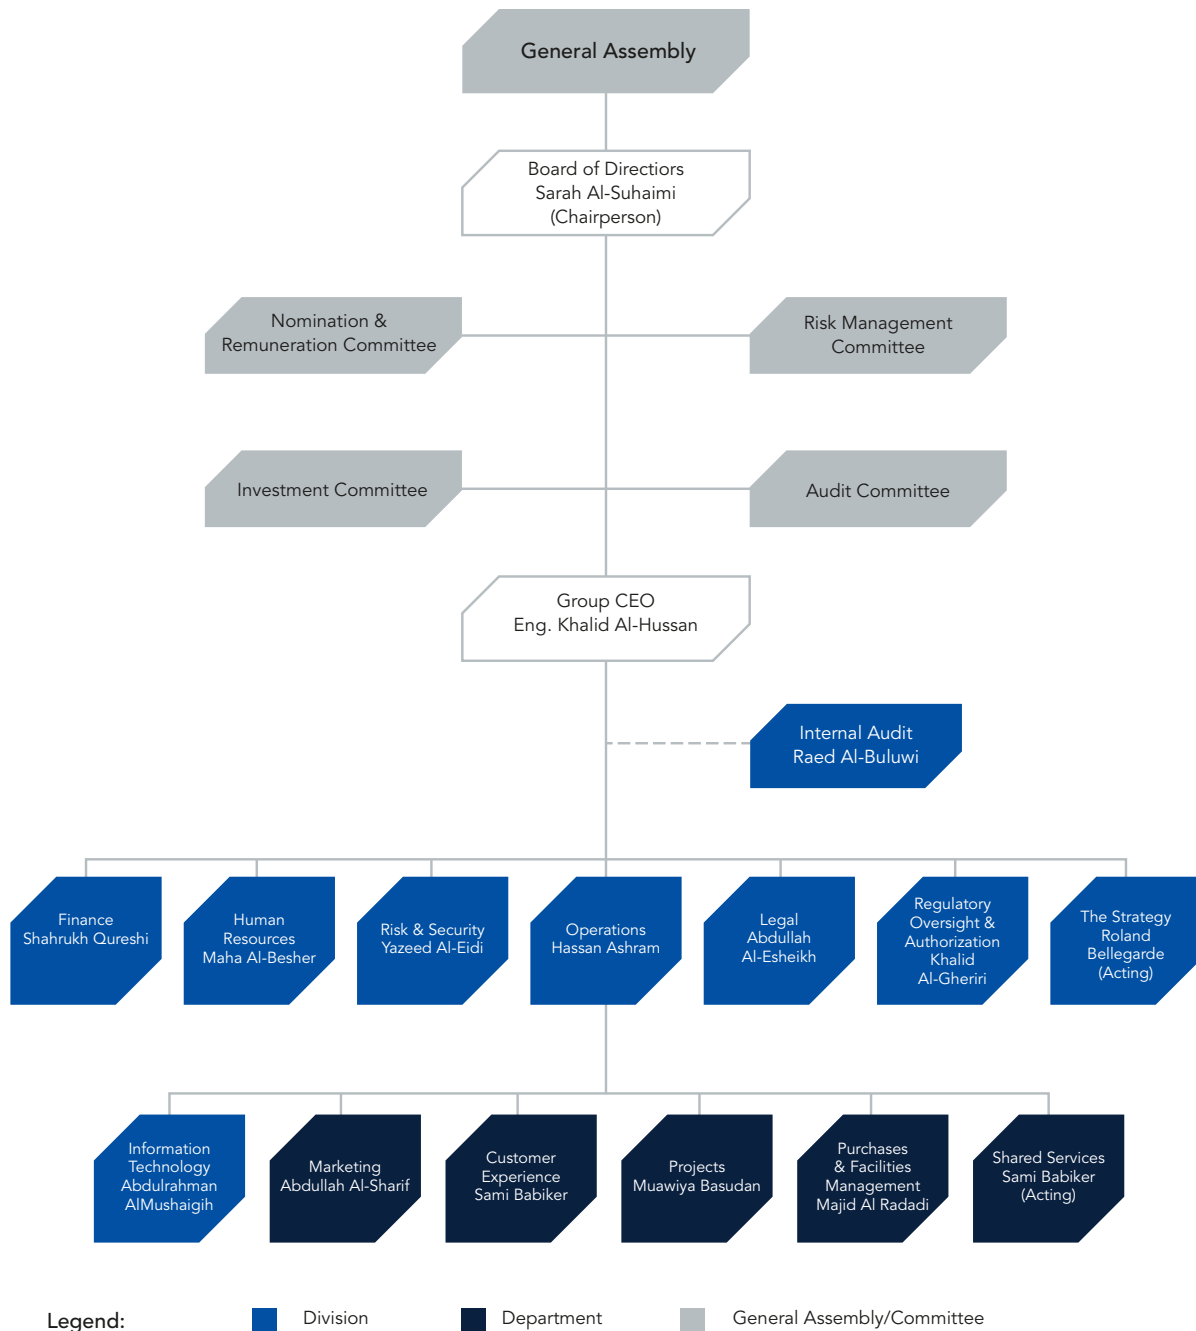 General Assembly
Board of Directiors
Sarah Al-Suhaimi
(Chairperson)
Nomination &
Remuneration Committee
Risk Management
Committee
Investment Committee
Audit Committee
Group CEO
Eng. Khalid Al-Hussan
Internal Audit
Raed Al-Buluwi
Finance
Shahrukh Qureshi
Human
Resources
Maha Al-Besher
Risk & Security
Yazeed Al-Eidi
Operations
Hassan Ashram
Legal
Abdullah
Al-Esheikh
Regulatory
Oversight &
Authorization
Khalid
Al-Gheriri
The Strategy
Roland
Bellegarde
(Acting)
Information
Technology
Abdulrahman
AlMushaigih
Marketing
Abdullah Al-Sharif
Customer
Experience
Sami Babiker
Projects
Muawiya Basudan
Purchases
& Facilities
Management
Majid Al Radadi
Shared Services
Sami Babiker
(Acting)
Legend:
Division
Department
General Assembly/Committee